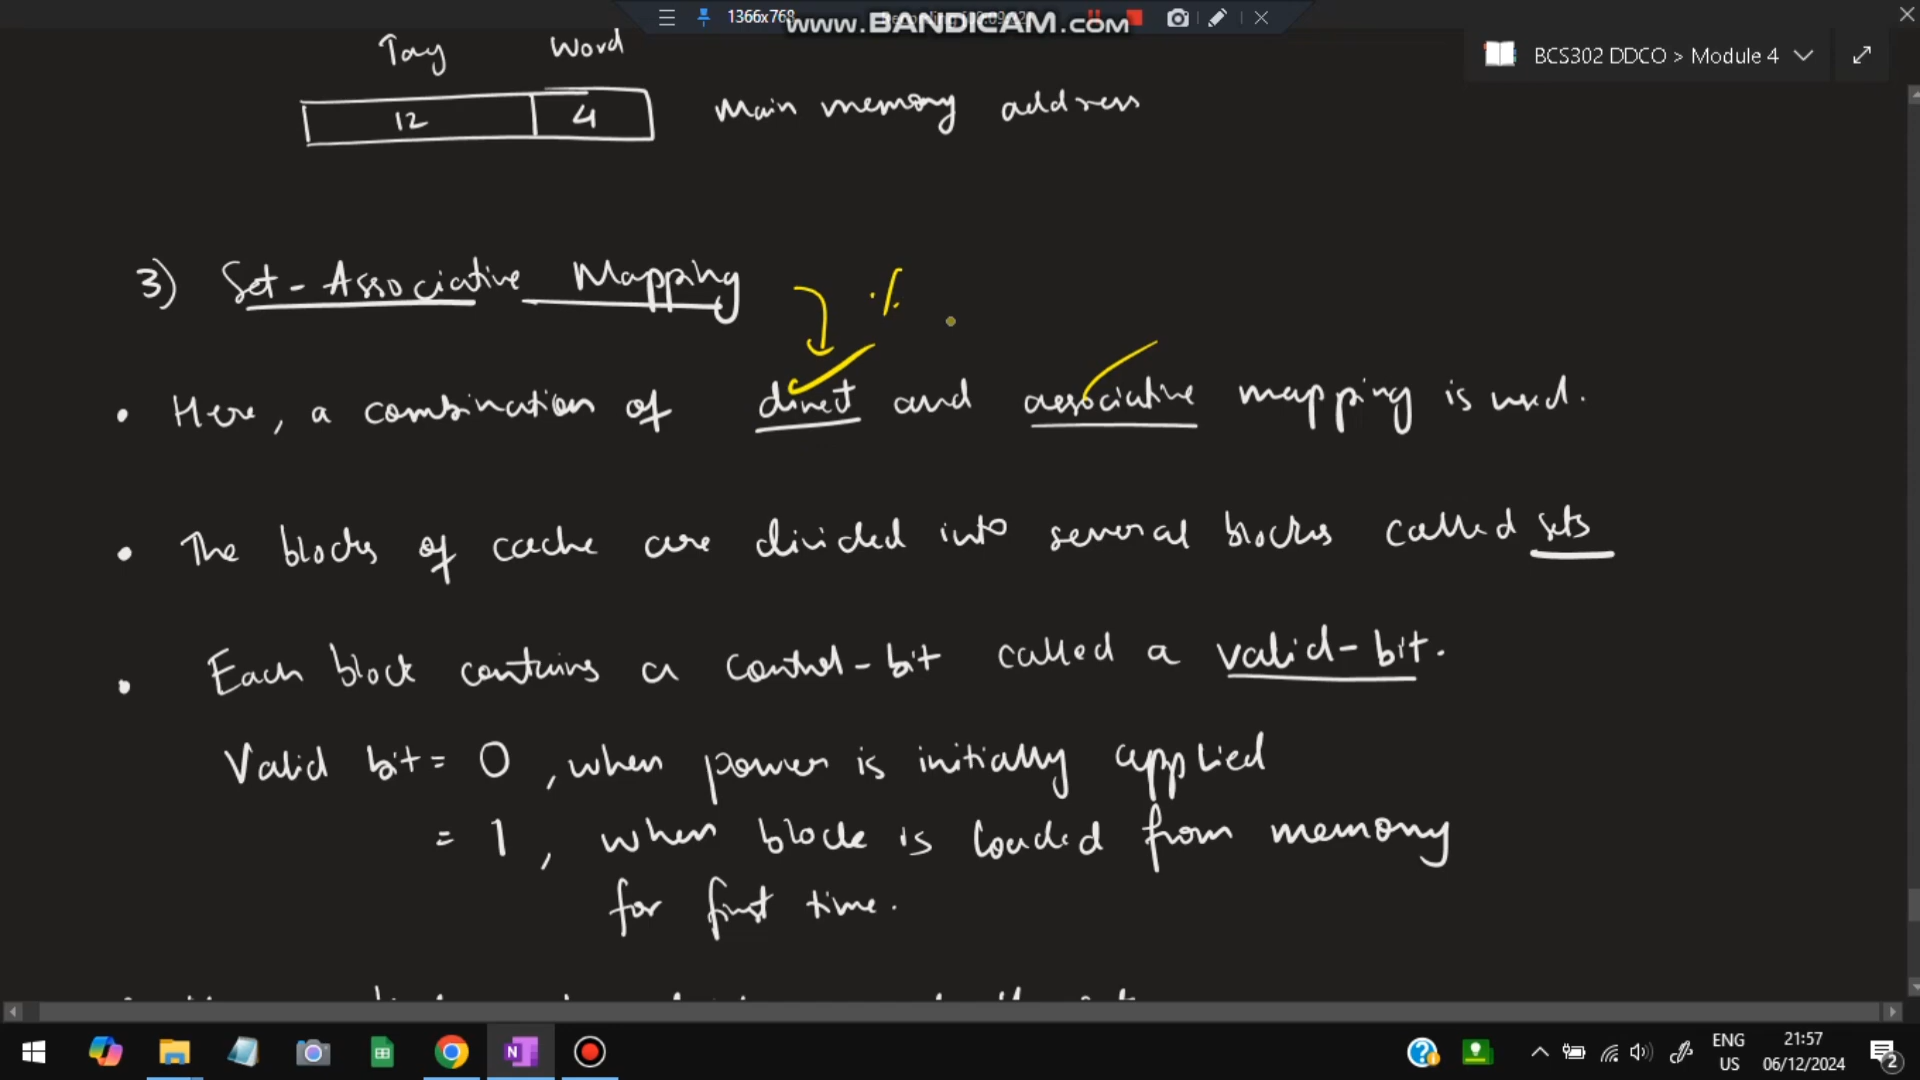 1366x768
www.BANDICAM.com
BCS302 DDCO > Module 4
Tag Word
12 4 Main memory address
3) Set-Associative Mapping
%
• Here, a combination of direct and associative mapping is used.
• The blocks of cache are divided into several blocks called sets
• Each block contains a control-bit called a valid-bit.
Valid bit = 0, when power is initially applied
= 1, when block is loaded from memory
for first time.
ENG
US
21:57
06/12/2024
2